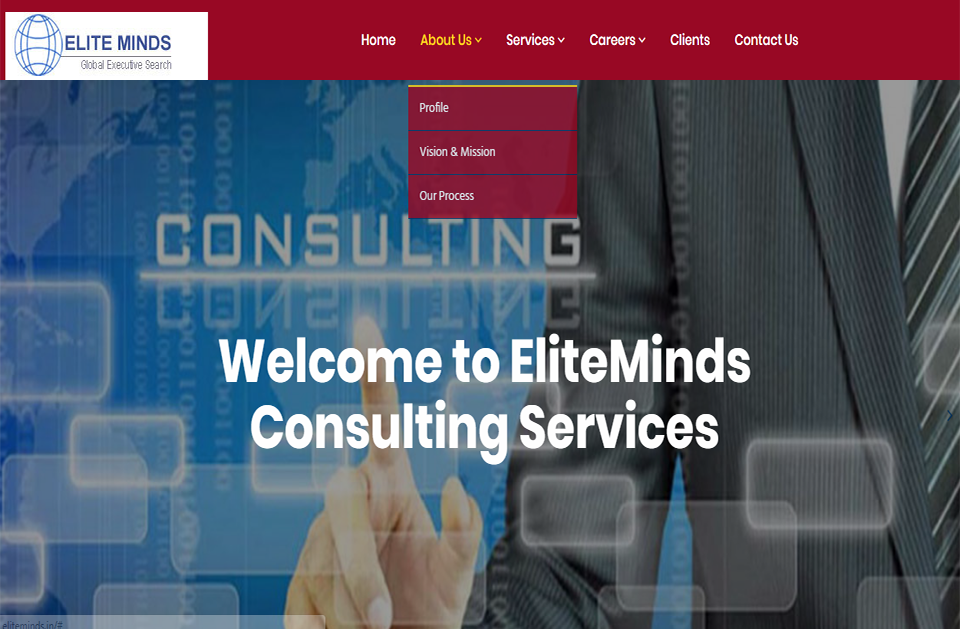 ELITE MINDS
Global Executive Search
Home
About Us
Services
Careers
Clients
Contact Us
Profile
Vision & Mission
Our Process
CONSULTING
Welcome to EliteMinds
Consulting Services
eliteminds.in/#